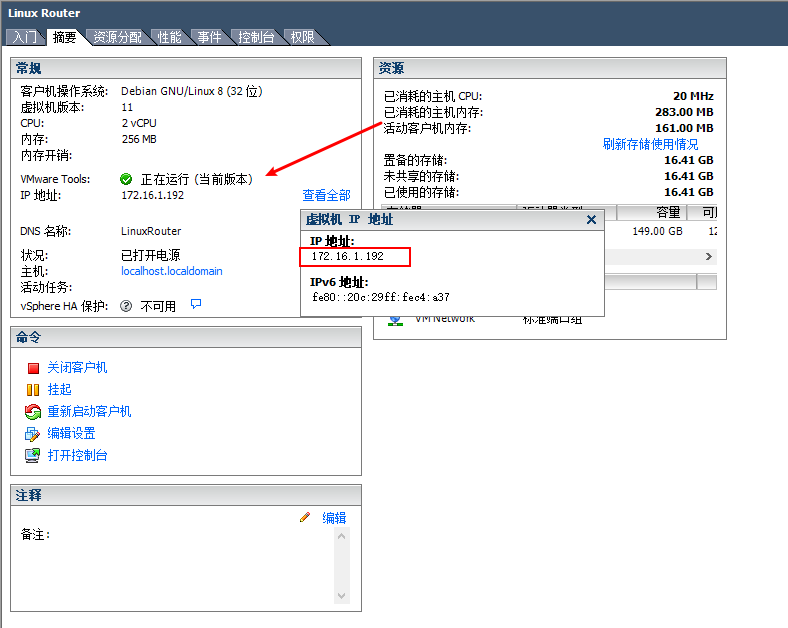 Linux Router
入门 摘要 资源分配 性能 事件 控制台 权限
常规
客户机操作系统: Debian GNU/Linux 8 (32 位)
虚拟机版本: 11
CPU: 2 vCPU
内存: 256 MB
内存开销:
VMware Tools: 正在运行 (当前版本)
IP 地址: 172.16.1.192 查看全部
DNS 名称: LinuxRouter
状况: 已打开电源
主机: localhost.localdomain
活动任务:
vSphere HA 保护: 不可用
资源
已消耗的主机 CPU: 20 MHz
已消耗的主机内存: 283.00 MB
活动客户机内存: 161.00 MB
刷新存储使用情况
置备的存储: 16.41 GB
未共享的存储: 16.41 GB
已使用的存储: 16.41 GB
容量
149.00 GB 12
VM Network 标准端口组
虚拟机 IP 地址
IP 地址:
172.16.1.192
IPv6 地址:
fe80::20c:29ff:fec4:a37
命令
关闭客户机
挂起
重新启动客户机
编辑设置
打开控制台
注释
编辑
备注: